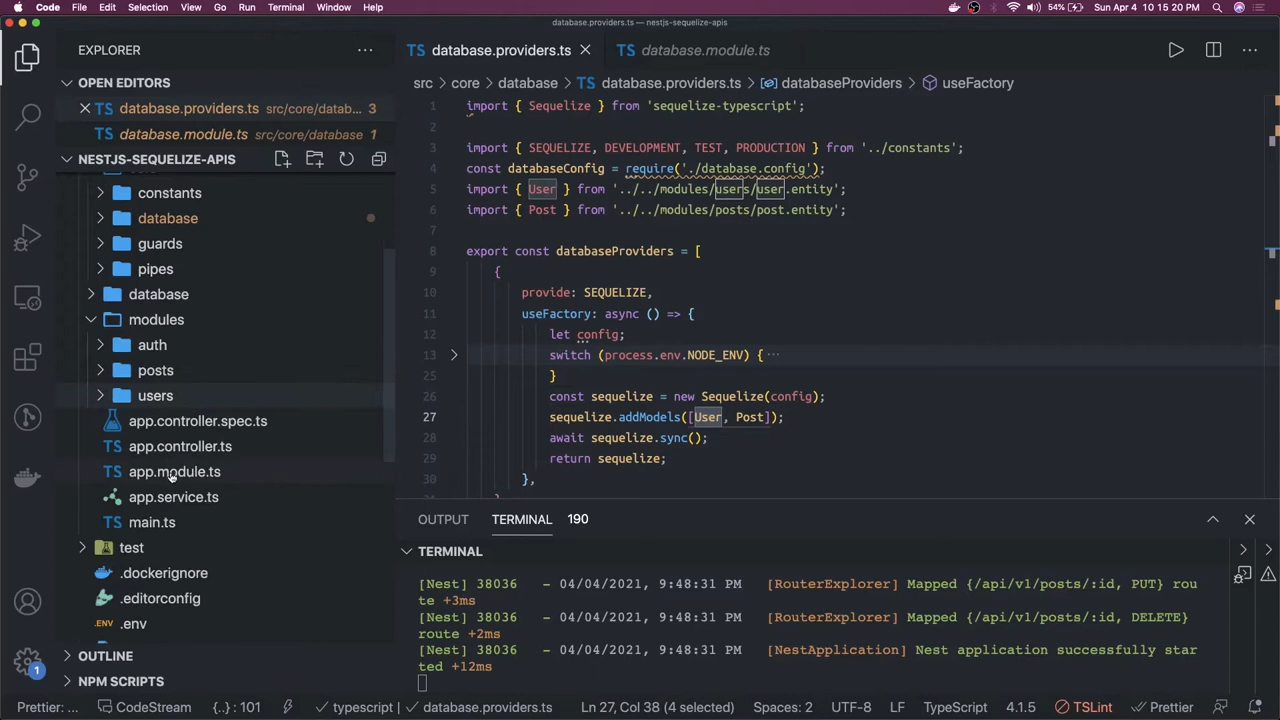 Code File Edit Selection View Go Run Terminal Window Help 54% Sun Apr 4 10 15 20 PM
database.providers.ts — nestjs-sequelize-apis
EXPLORER ...
TS database.providers.ts × TS database.module.ts ...
OPEN EDITORS
src › core › database › TS database.providers.ts › databaseProviders › useFactory
× TS database.providers.ts src/core/datab... 3
TS database.module.ts src/core/database 1
NESTJS-SEQUELIZE-APIS
constants
database
guards
pipes
database
modules
auth
posts
users
app.controller.spec.ts
TS app.controller.ts
TS app.module.ts
app.service.ts
TS main.ts
test
.dockerignore
.editorconfig
.env
OUTLINE
NPM SCRIPTS
1
1 import { Sequelize } from 'sequelize-typescript';
2
3 import { SEQUELIZE, DEVELOPMENT, TEST, PRODUCTION } from '../constants';
4 const databaseConfig = require('./database.config');
5 import { User } from '../../modules/users/user.entity';
6 import { Post } from '../../modules/posts/post.entity';
7
8 export const databaseProviders = [
9 {
10 provide: SEQUELIZE,
11 useFactory: async () => {
12 let config;
13 switch (process.env.NODE_ENV) { ...
25 }
26 const sequelize = new Sequelize(config);
27 sequelize.addModels([User, Post]);
28 await sequelize.sync();
29 return sequelize;
30 },
OUTPUT TERMINAL 190
TERMINAL
[Nest] 38036 - 04/04/2021, 9:48:31 PM [RouterExplorer] Mapped {/api/v1/posts/:id, PUT} rou
te +3ms
[Nest] 38036 - 04/04/2021, 9:48:31 PM [RouterExplorer] Mapped {/api/v1/posts/:id, DELETE}
route +2ms
[Nest] 38036 - 04/04/2021, 9:48:31 PM [NestApplication] Nest application successfully star
ted +12ms
Prettier: ... CodeStream {..} : 101 typescript | ✓ database.providers.ts Ln 27, Col 38 (4 selected) Spaces: 2 UTF-8 LF TypeScript 4.1.5 TSLint ✓ Prettier